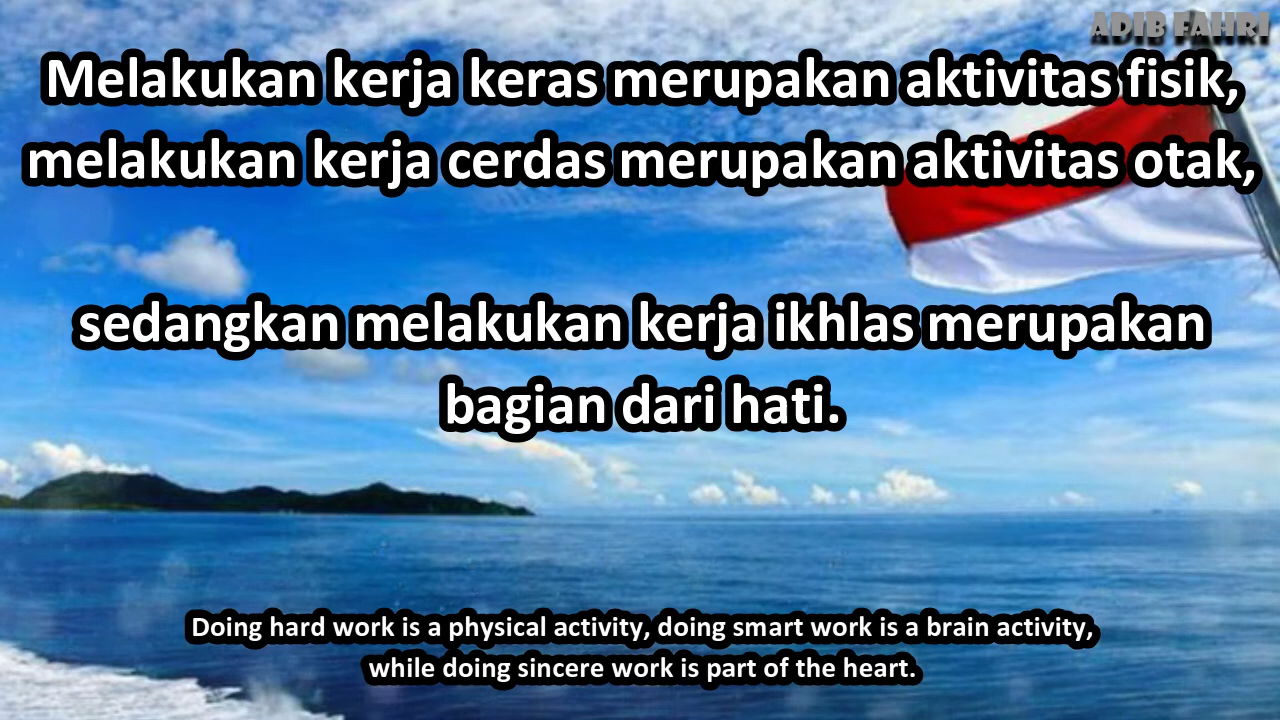 ADIB FAHRI
Melakukan kerja keras merupakan aktivitas fisik,
melakukan kerja cerdas merupakan aktivitas otak,
sedangkan melakukan kerja ikhlas merupakan
bagian dari hati.
Doing hard work is a physical activity, doing smart work is a brain activity,
while doing sincere work is part of the heart.